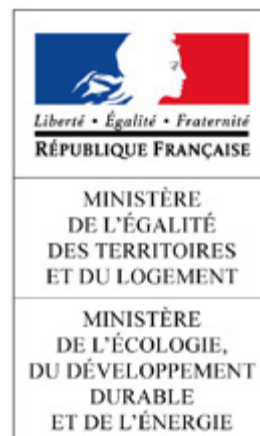 Liberté • Égalité • Fraternité
RÉPUBLIQUE FRANÇAISE
MINISTÈRE
DE L'ÉGALITÉ
DES TERRITOIRES
ET DU LOGEMENT
MINISTÈRE
DE L'ÉCOLOGIE,
DU DÉVELOPPEMENT
DURABLE
ET DE L'ÉNERGIE